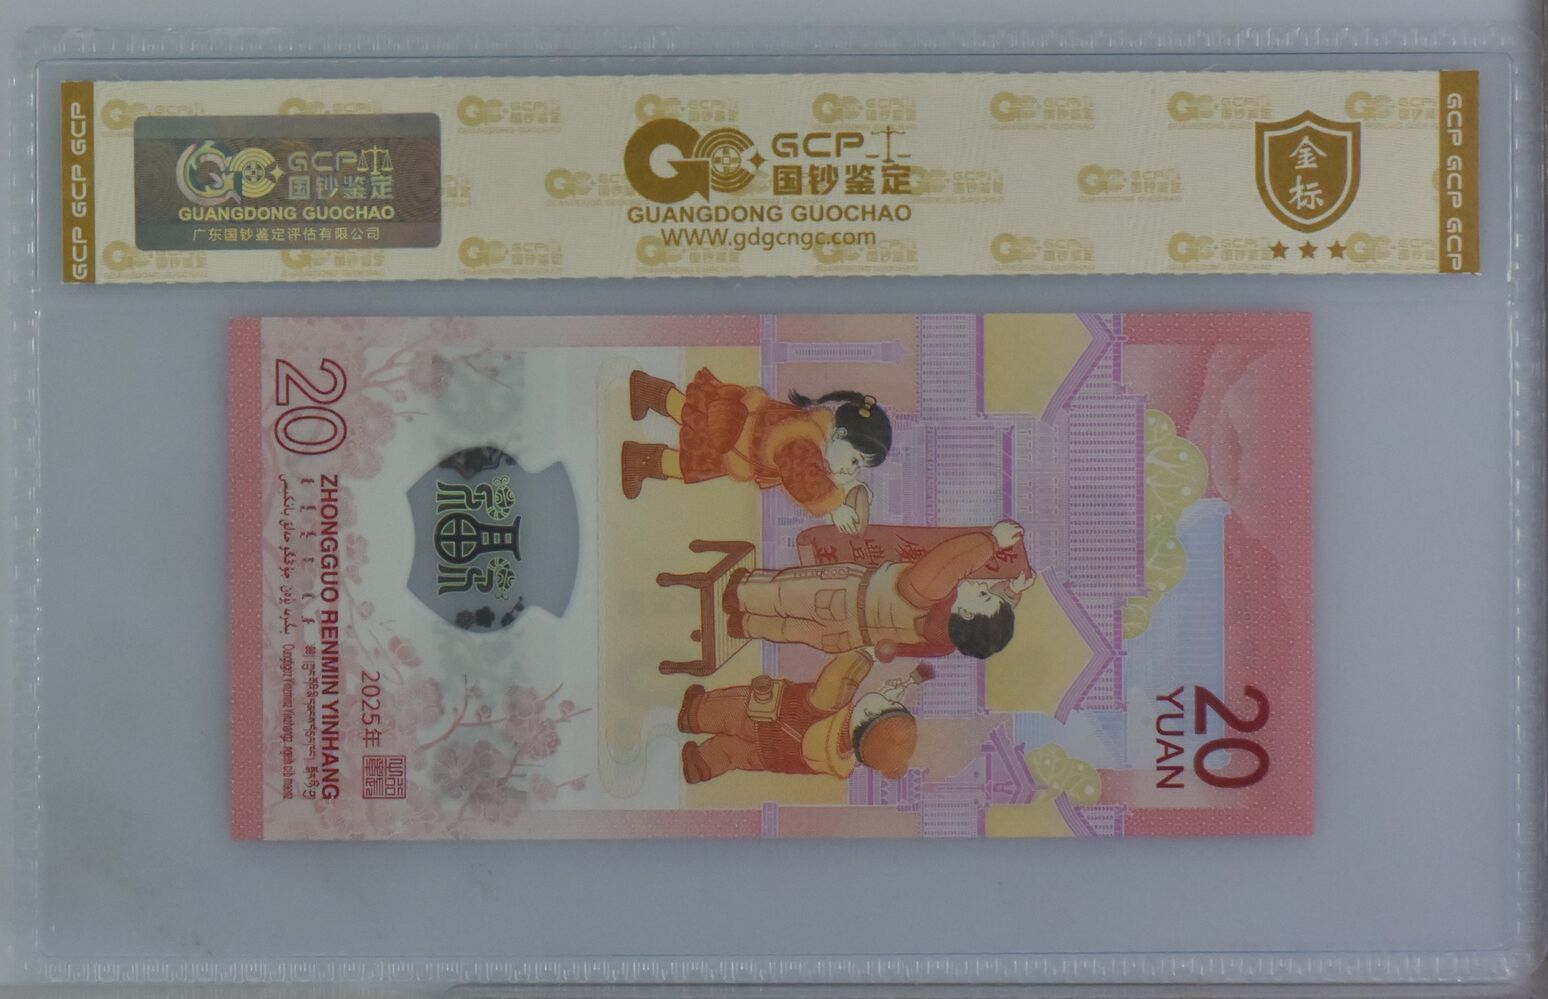 GCP GCP GCP
GCP
国钞鉴定
GUANGDONG GUOCHAO
广东国钞鉴定评估有限公司
GCP
国钞鉴定
GUANGDONG GUOCHAO
WWW.gdgcngc.com
金标
GCP GCP GCP
20
ZHONGGUO RENMIN YINHANG
2025年
20
YUAN